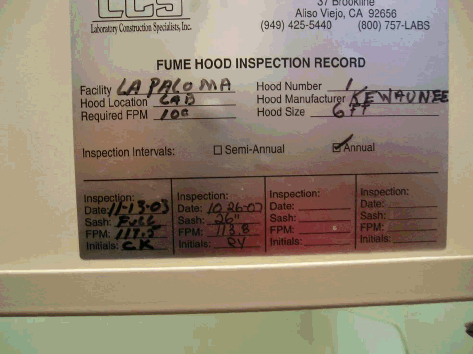 LCS
37 Brookline
Laboratory Construction Specialists, Inc.
Aliso Viejo, CA 92656
(949) 425-5440 (800) 757-LABS
FUME HOOD INSPECTION RECORD
Facility LA PALOMA Hood Number 1
Hood Location LAB Hood Manufacturer KEWAUNEE
Required FPM 100 Hood Size 6FT
Inspection Intervals: ☐ Semi-Annual ☑ Annual
Inspection: Inspection: Inspection: Inspection:
Date: 11-13-03 Date: 10-26-07 Date: Date:
Sash: Full Sash: 26" Sash: Sash:
FPM: 117.5 FPM: 113.8 FPM: FPM:
Initials: CK Initials: Initials: Initials: